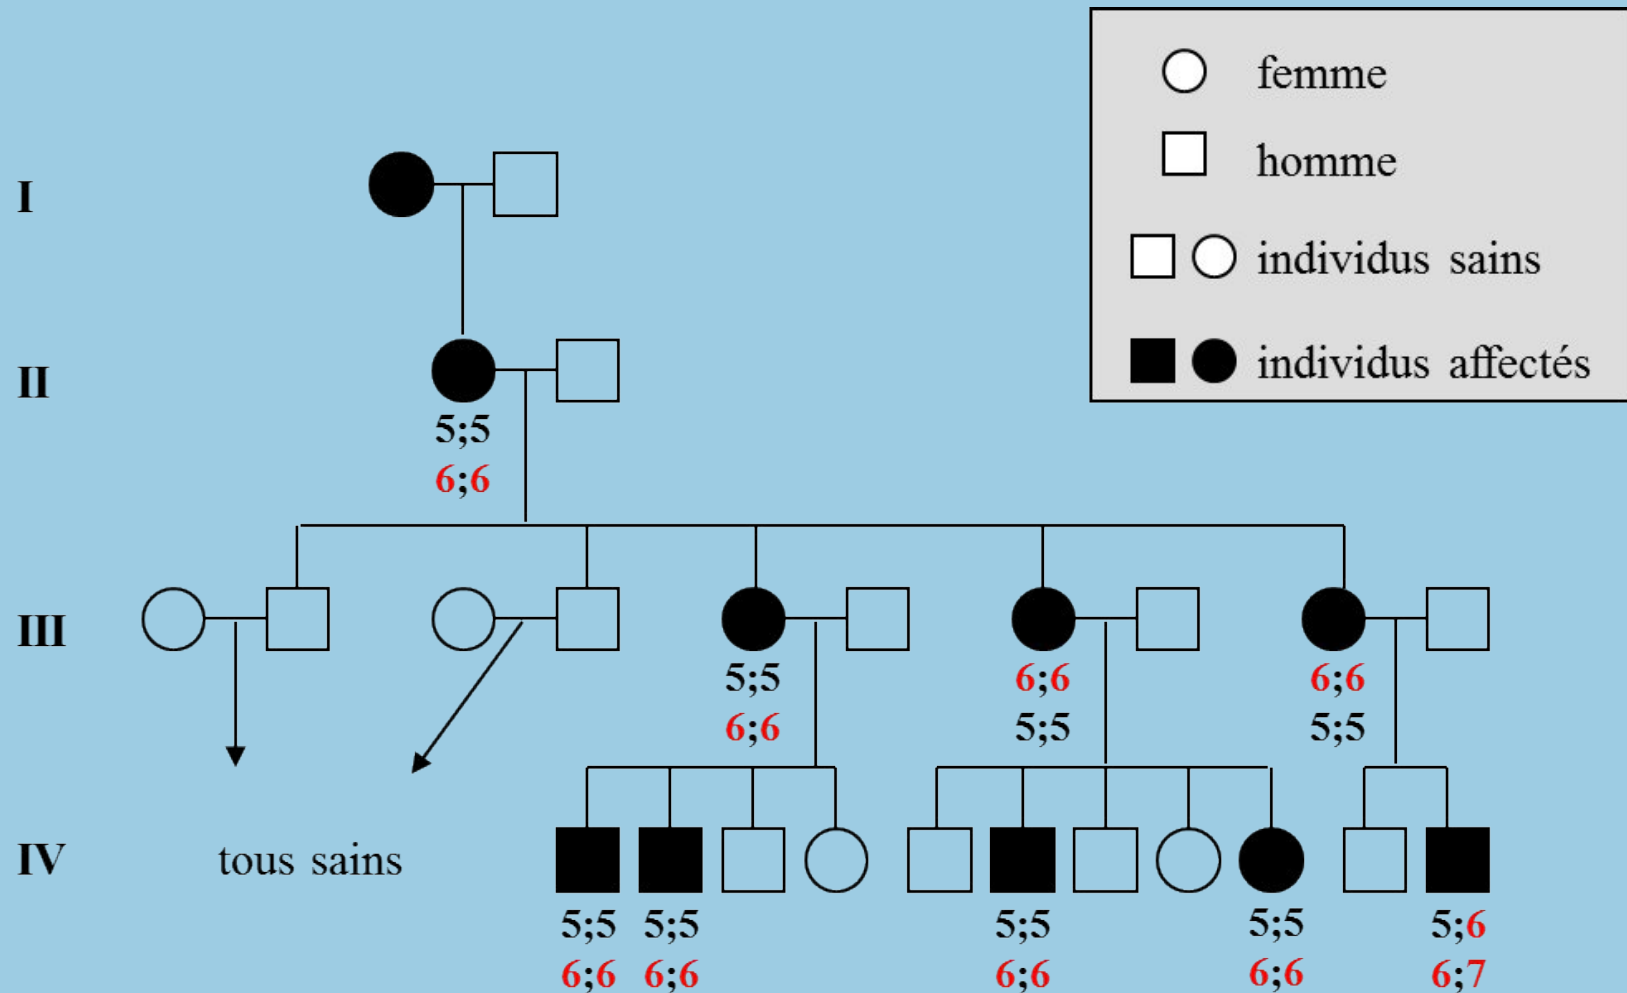 femme
homme
individus sains
individus affectés
I
II
5;5
6;6
III
5;5 6;6 6;6
6;6 5;5 5;5
IV tous sains
5;5 5;5 5;5 5;5 5;6
6;6 6;6 6;6 6;6 6;7